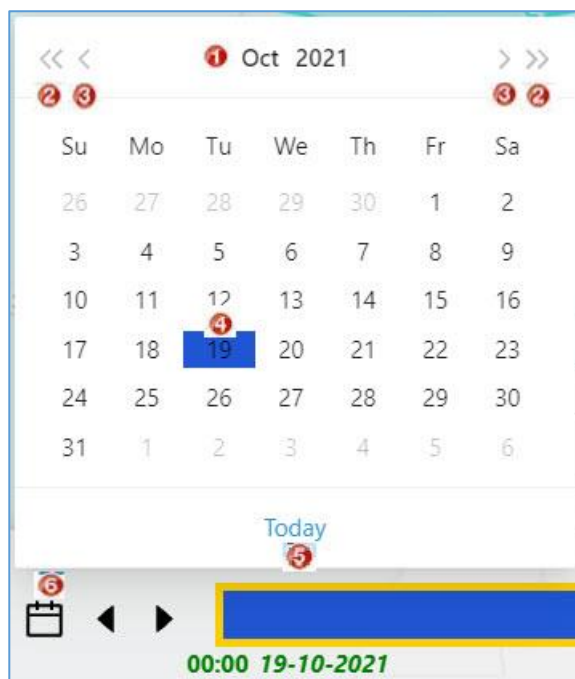 << < 1 Oct 2021 > >>
2 3 3 2
Su Mo Tu We Th Fr Sa
26 27 28 29 30 1 2
3 4 5 6 7 8 9
10 11 12 13 14 15 16
4
17 18 19 20 21 22 23
24 25 26 27 28 29 30
31 1 2 3 4 5 6
Today
5
6
00:00 19-10-2021